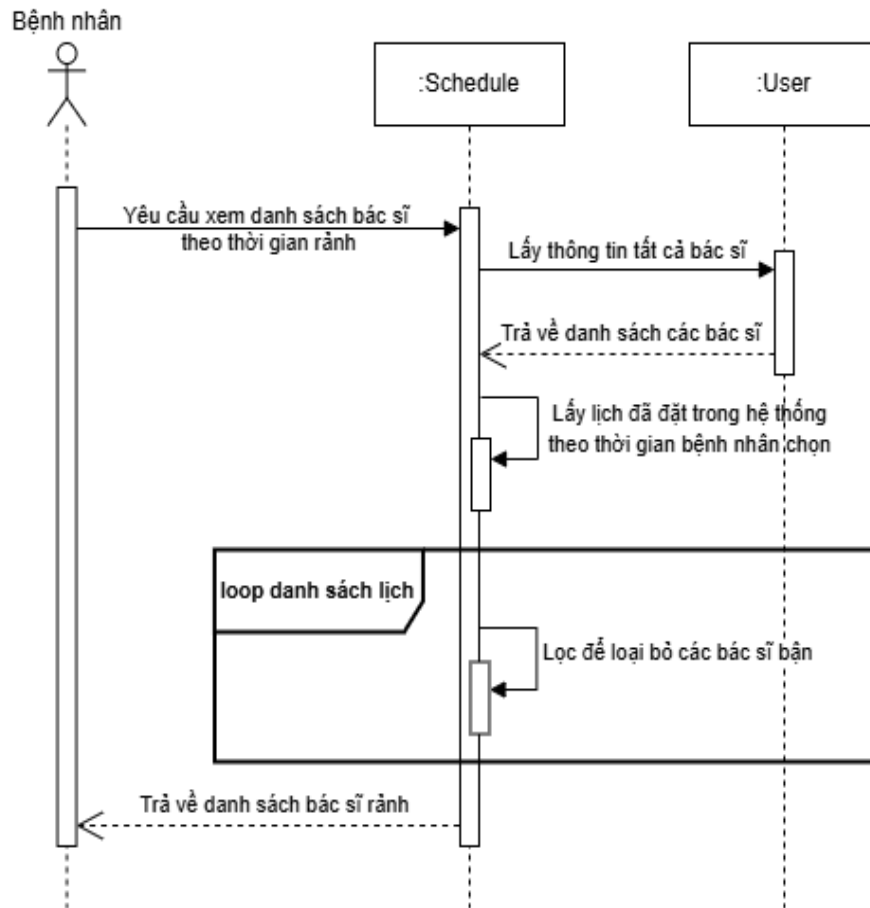 Bệnh nhân
:Schedule
:User
Yêu cầu xem danh sách bác sĩ
theo thời gian rảnh
Lấy thông tin tất cả bác sĩ
Trả về danh sách các bác sĩ
Lấy lịch đã đặt trong hệ thống
theo thời gian bệnh nhân chọn
loop danh sách lịch
Lọc để loại bỏ các bác sĩ bận
Trả về danh sách bác sĩ rảnh